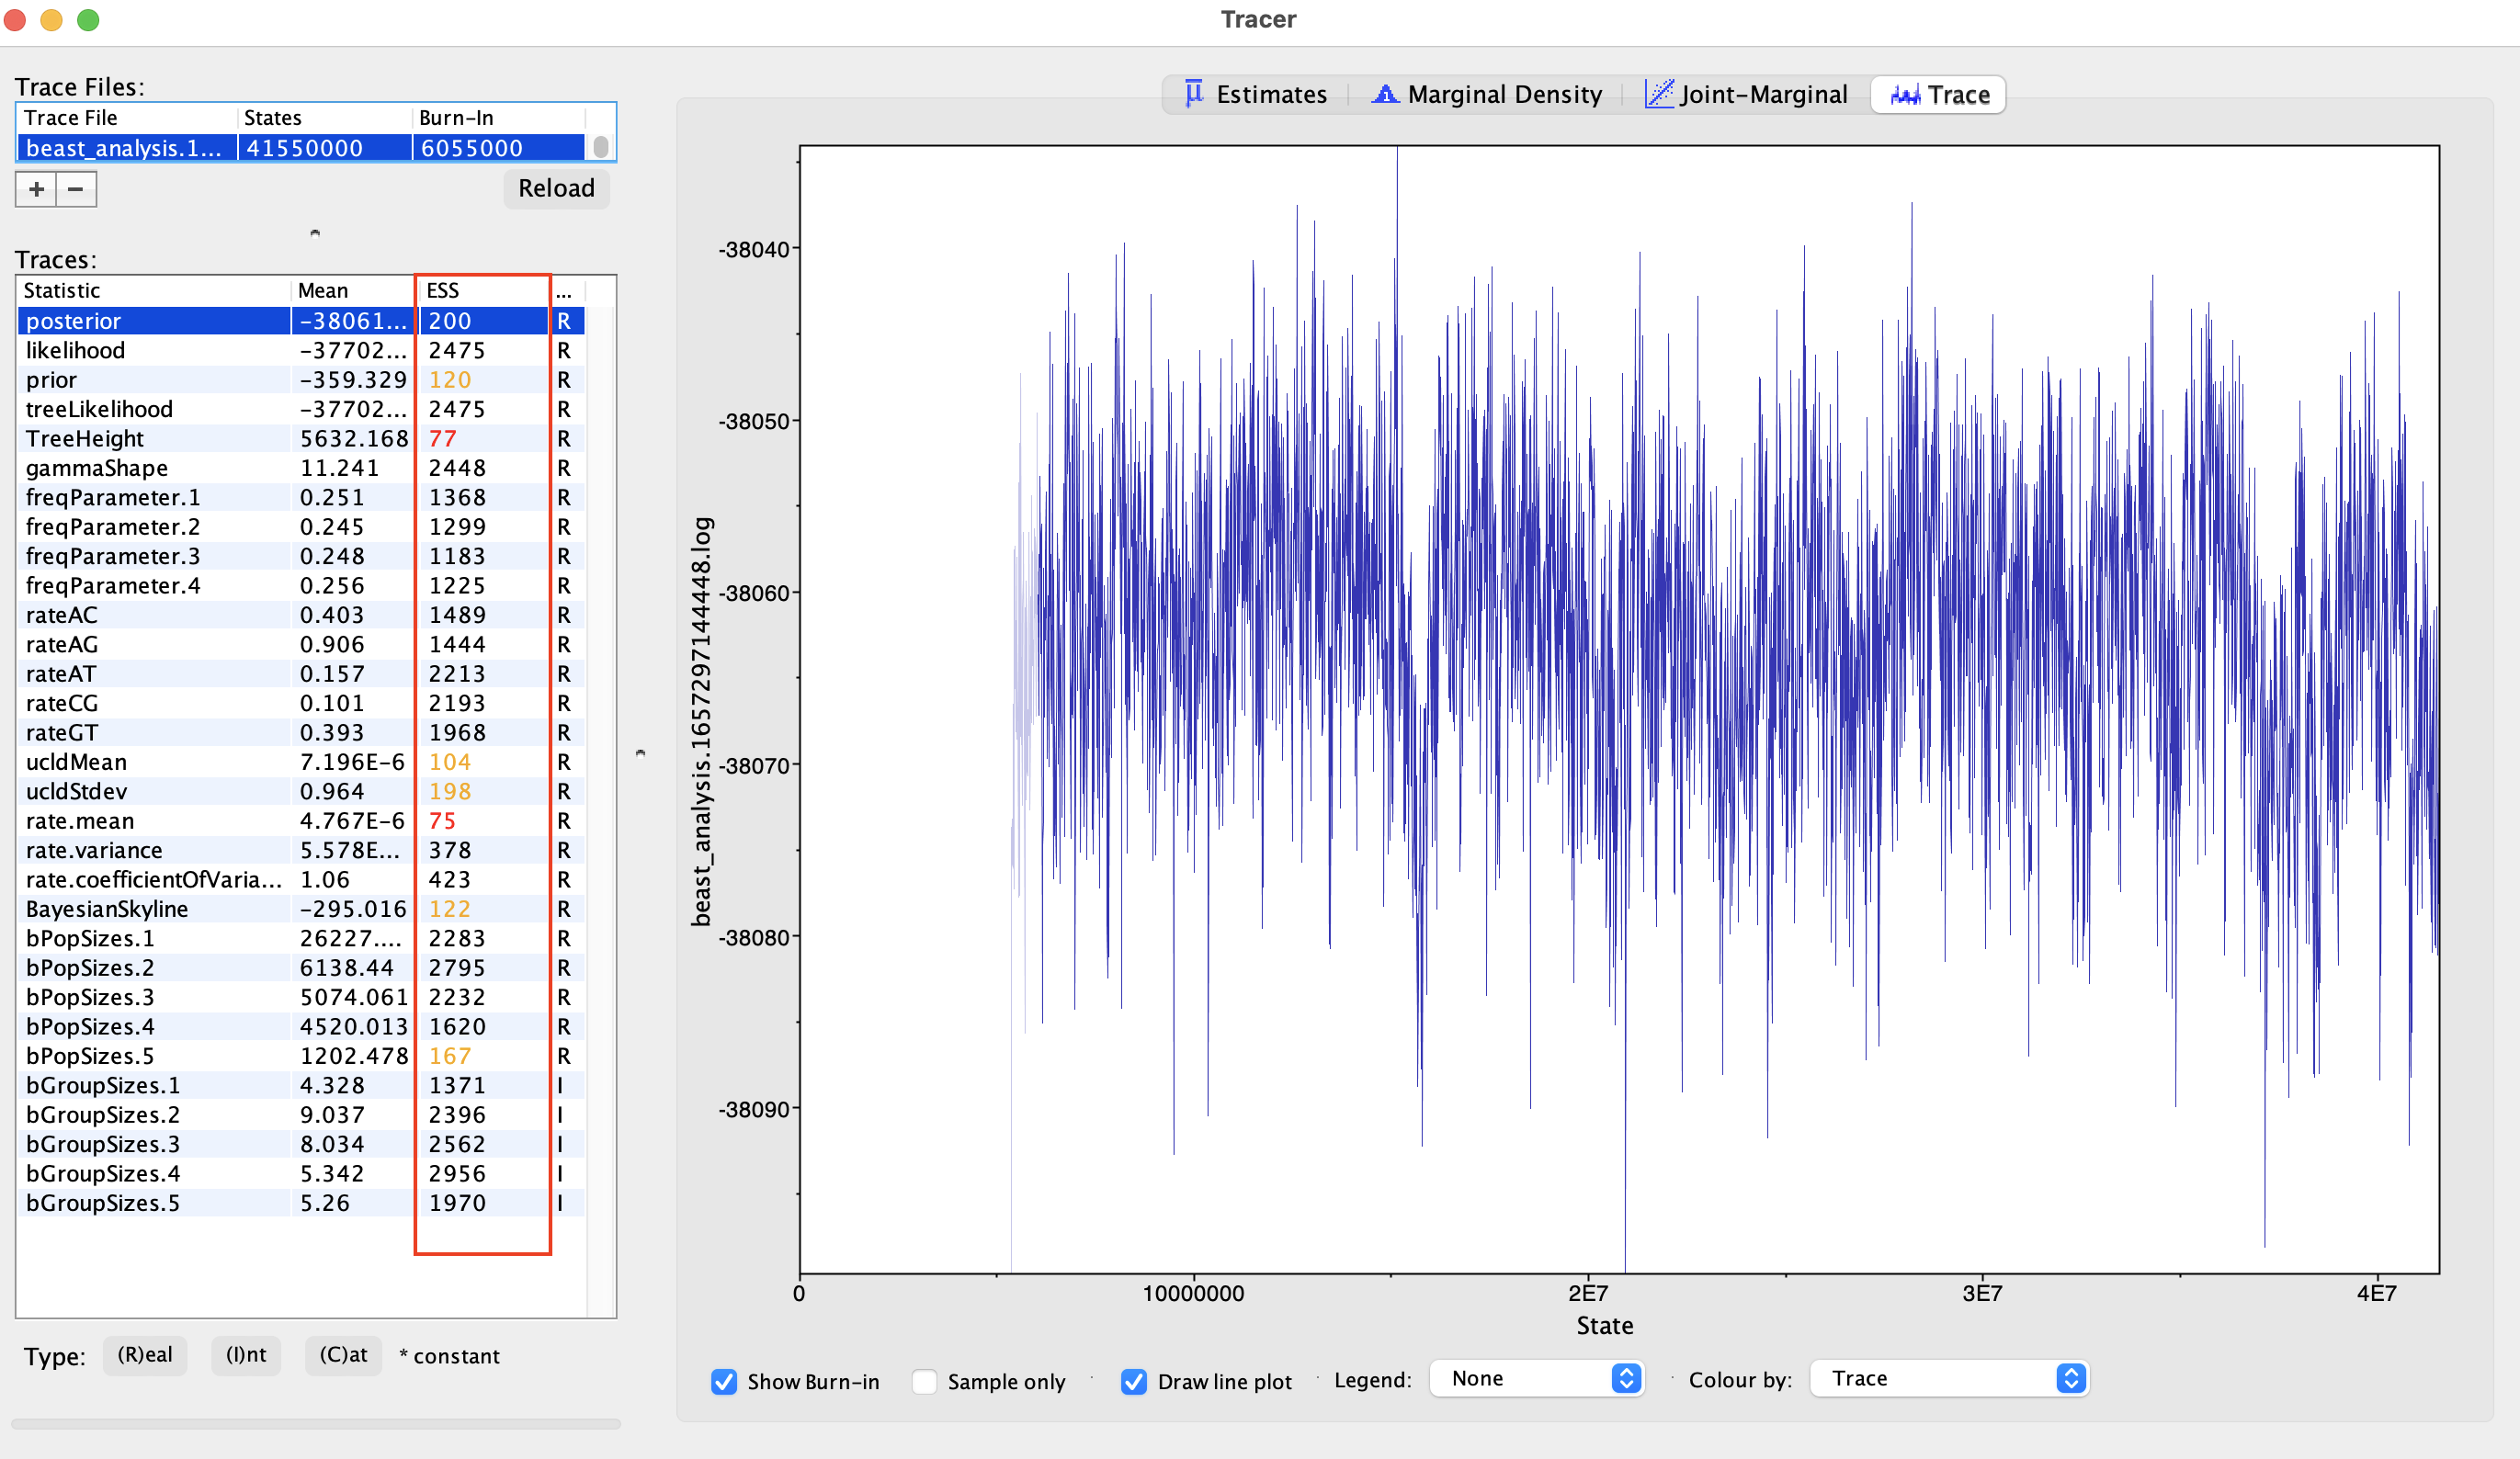 Tracer
Trace Files:
Trace File States Burn-In
beast_analysis.1... 41550000 6055000
+ −
Reload
Traces:
Statistic Mean ESS ...
posterior −38061... 200 R
likelihood −37702... 2475 R
prior −359.329 120 R
treeLikelihood −37702... 2475 R
TreeHeight 5632.168 77 R
gammaShape 11.241 2448 R
freqParameter.1 0.251 1368 R
freqParameter.2 0.245 1299 R
freqParameter.3 0.248 1183 R
freqParameter.4 0.256 1225 R
rateAC 0.403 1489 R
rateAG 0.906 1444 R
rateAT 0.157 2213 R
rateCG 0.101 2193 R
rateGT 0.393 1968 R
ucldMean 7.196E−6 104 R
ucldStdev 0.964 198 R
rate.mean 4.767E−6 75 R
rate.variance 5.578E... 378 R
rate.coefficientOfVaria... 1.06 423 R
BayesianSkyline −295.016 122 R
bPopSizes.1 26227.... 2283 R
bPopSizes.2 6138.44 2795 R
bPopSizes.3 5074.061 2232 R
bPopSizes.4 4520.013 1620 R
bPopSizes.5 1202.478 167 R
bGroupSizes.1 4.328 1371 I
bGroupSizes.2 9.037 2396 I
bGroupSizes.3 8.034 2562 I
bGroupSizes.4 5.342 2956 I
bGroupSizes.5 5.26 1970 I
Type: (R)eal (I)nt (C)at * constant
Estimates Marginal Density Joint-Marginal Trace
beast_analysis.1657297144448.log
-38040
-38050
-38060
-38070
-38080
-38090
0 10000000 2E7 3E7 4E7
State
Show Burn-in Sample only Draw line plot Legend: None Colour by: Trace